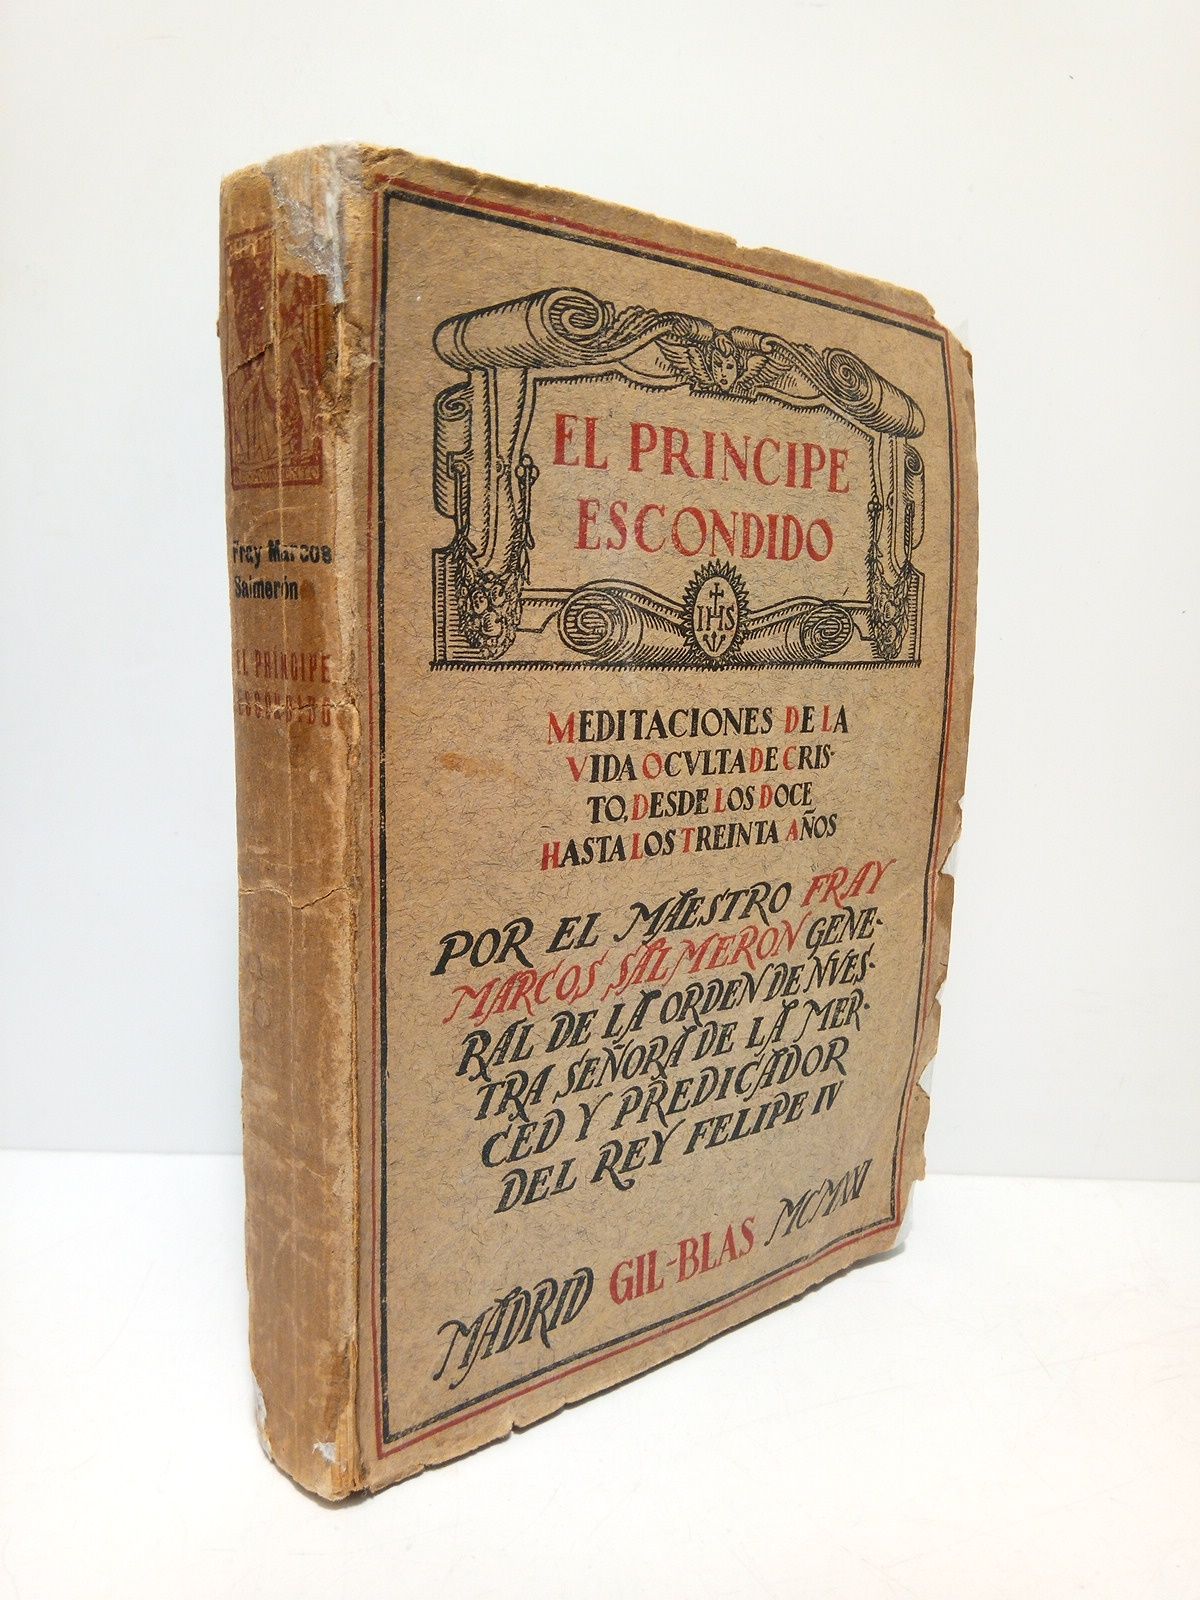 Fray Marcos
Salmerón
EL PRÍNCIPE
ESCONDIDO
EL PRINCIPE
ESCONDIDO
IHS
MEDITACIONES DE LA
VIDA OCVLTA DE CRIS-
TO, DESDE LOS DOCE
HASTA LOS TREINTA AÑOS
POR EL MAESTRO FRAY
MARCOS SALMERON GENE-
RAL DE LA ORDEN DE NVES-
TRA SEÑORA DE LA MER-
CED Y PREDICADOR
DEL REY FELIPE IV
MADRID GIL-BLAS MCMXXI